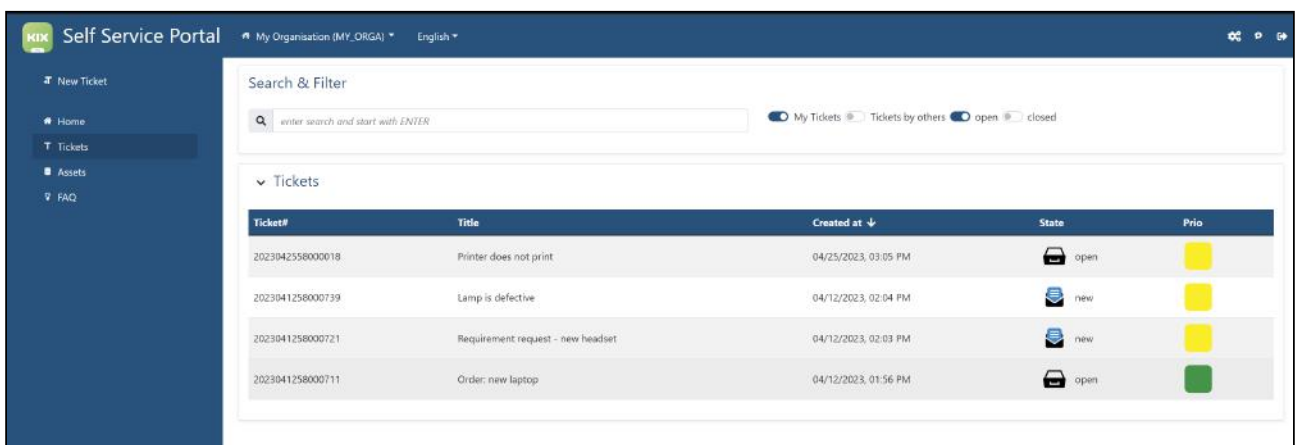 KIX Self Service Portal My Organisation (MY_ORGA) English
New Ticket
Home
Tickets
Assets
FAQ
Search & Filter
enter search and start with ENTER My Tickets Tickets by others open closed
Tickets
Ticket# Title Created at State Prio
2023042558000018 Printer does not print 04/25/2023, 03:05 PM open
2023041258000739 Lamp is defective 04/12/2023, 02:04 PM new
2023041258000721 Requirement request - new headset 04/12/2023, 02:03 PM new
2023041258000711 Order: new laptop 04/12/2023, 01:56 PM open